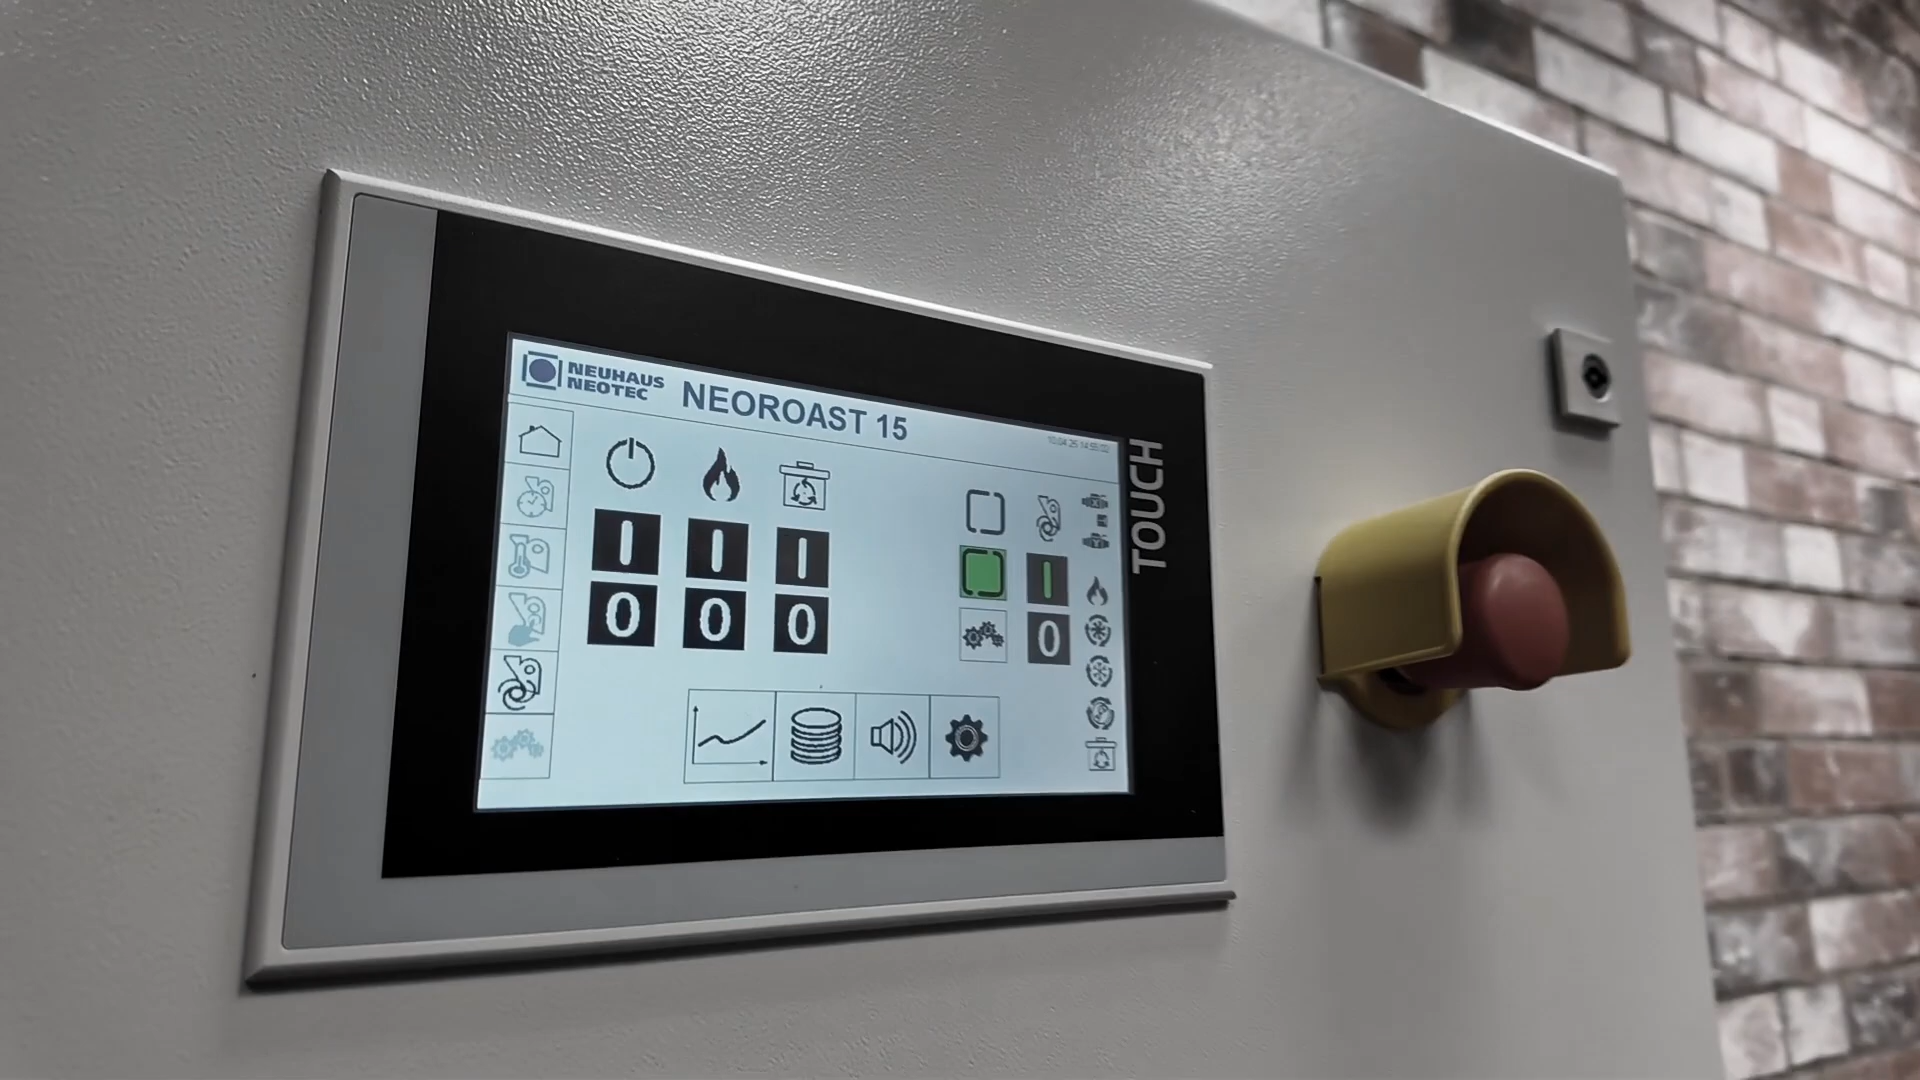 NEUHAUS
NEOTEC
NEOROAST 15
TOUCH
I I I I
0 0 0 0